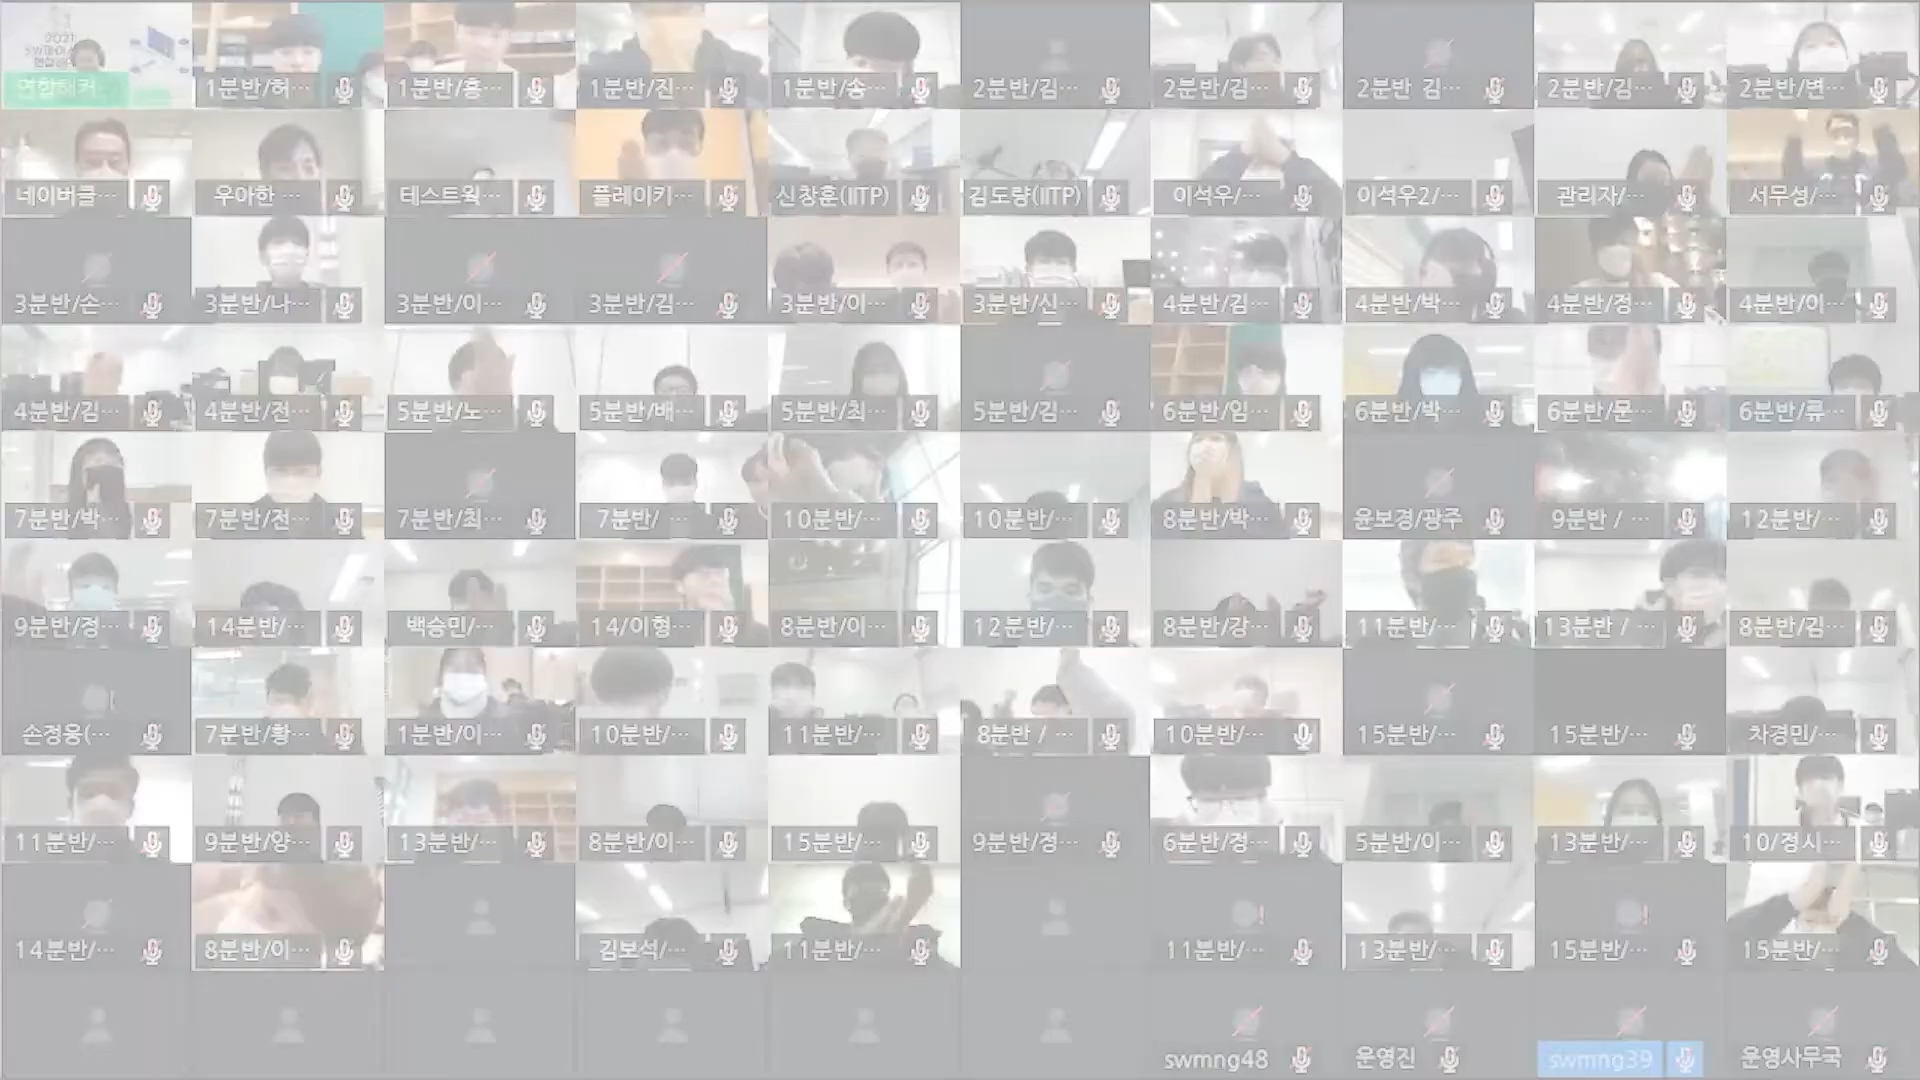 2021
연합해커
1분반/허…
1분반/홍…
1분반/진…
1분반/송…
2분반/김…
2분반/김…
2분반 김…
2분반/김…
2분반/변…
네이버클…
우아한 …
테스트웍…
플레이키…
신창훈(IITP)
김도량(IITP)
이석우/…
이석우2/…
관리자/…
서무성/…
3분반/손…
3분반/나…
3분반/이…
3분반/김…
3분반/이…
3분반/신…
4분반/김…
4분반/박…
4분반/정…
4분반/이…
4분반/김…
4분반/전…
5분반/노…
5분반/배…
5분반/최…
5분반/김…
6분반/임…
6분반/박…
6분반/문…
6분반/류…
7분반/박…
7분반/전…
7분반/최…
7분반/ …
10분반/…
10분반/…
8분반/박…
윤보경/광주
9분반 / …
12분반/…
9분반/정…
14분반/…
백승민/…
14/이형…
8분반/이…
12분반/…
8분반/강…
11분반/…
13분반 / …
8분반/김…
손정웅(…
7분반/황…
1분반/이…
10분반/…
11분반/…
8분반 / …
10분반/…
15분반/…
15분반/…
차경민/…
11분반/…
9분반/양…
13분반/…
8분반/이…
15분반/…
9분반/정…
6분반/정…
5분반/이…
13분반/…
10/정시…
14분반/…
8분반/이…
김보석/…
11분반/…
11분반/…
13분반/…
15분반/…
15분반/…
swmng48
운영진
swmng39
운영사무국